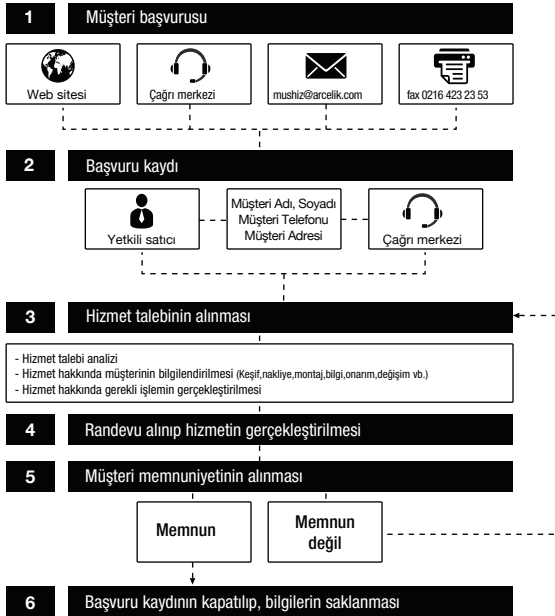 1 Müşteri başvurusu
Web sitesi
Çağrı merkezi
mushiz@arcelik.com
fax 0216 423 23 53
2 Başvuru kaydı
Yetkili satıcı
Müşteri Adı, Soyadı
Müşteri Telefonu
Müşteri Adresi
Çağrı merkezi
3 Hizmet talebinin alınması
- Hizmet talebi analizi
- Hizmet hakkında müşterinin bilgilendirilmesi (Keşif,nakliye,montaj,bilgi,onarım,değişim vb.)
- Hizmet hakkında gerekli işlemin gerçekleştirilmesi
4 Randevu alınıp hizmetin gerçekleştirilmesi
5 Müşteri memnuniyetinin alınması
Memnun
Memnun
değil
6 Başvuru kaydının kapatılıp, bilgilerin saklanması